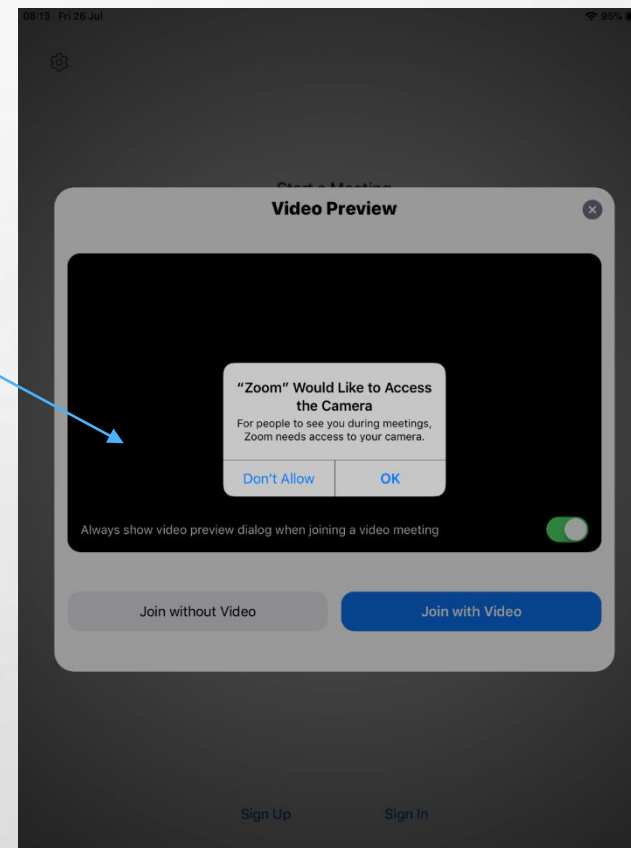 08:13 Fri 26 Jul
95%
Start a Meeting
Video Preview
"Zoom" Would Like to Access
the Camera
For people to see you during meetings,
Zoom needs access to your camera.
Don't Allow
OK
Always show video preview dialog when joining a video meeting
Join without Video
Join with Video
Sign Up
Sign In